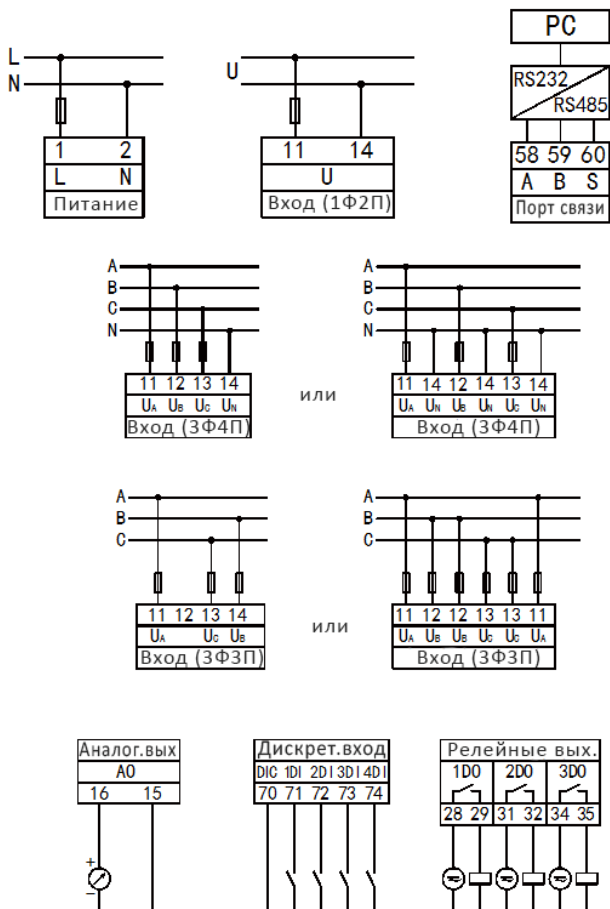 PC
L
N
U
RS232
RS485
1 2
L N
Питание
11 14
U
Вход (1Ф2П)
58 59 60
A B S
Порт связи
A
B
C
N
11 12 13 14
UA UB UC UN
Вход (3Ф4П)
или
A
B
C
N
11 14 12 14 13 14
UA UN UB UN UC UN
Вход (3Ф4П)
A
B
C
11 12 13 14
UA UC UB
Вход (3Ф3П)
или
A
B
C
11 12 12 13 13 11
UA UB UB UC UC UA
Вход (3Ф3П)
Аналог.вых
AO
16 15
+
−
Дискрет.вход
DIC 1DI 2DI 3DI 4DI
70 71 72 73 74
Релейные вых.
1DO 2DO 3DO
28 29 31 32 34 35